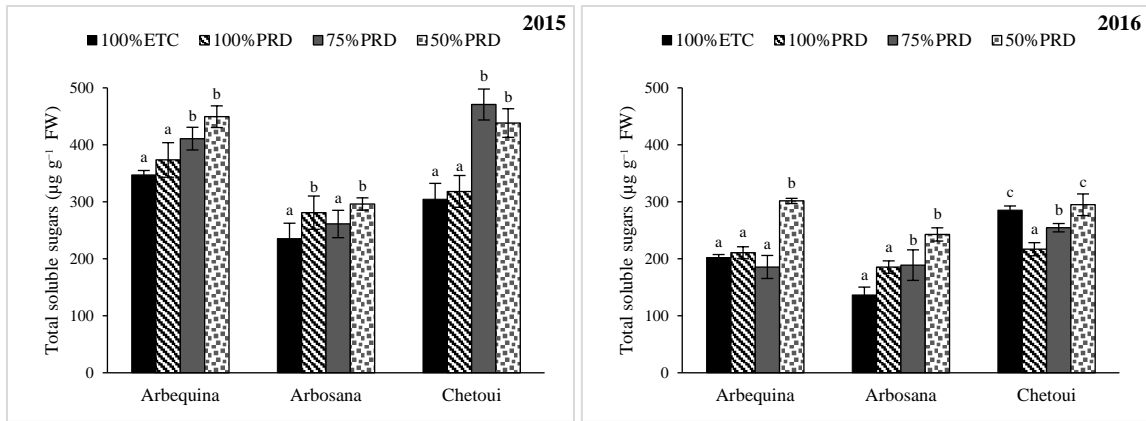 2015
100%ETC 100%PRD 75%PRD 50%PRD
Total soluble sugars (µg g⁻¹ FW)
500
400
300
200
100
0
a a b b
a b a b
a a b b
Arbequina Arbosana Chetoui
2016
100%ETC 100%PRD 75%PRD 50%PRD
Total soluble sugars (µg g⁻¹ FW)
500
400
300
200
100
0
a a a b
a a b b
c a b c
Arbequina Arbosana Chetoui